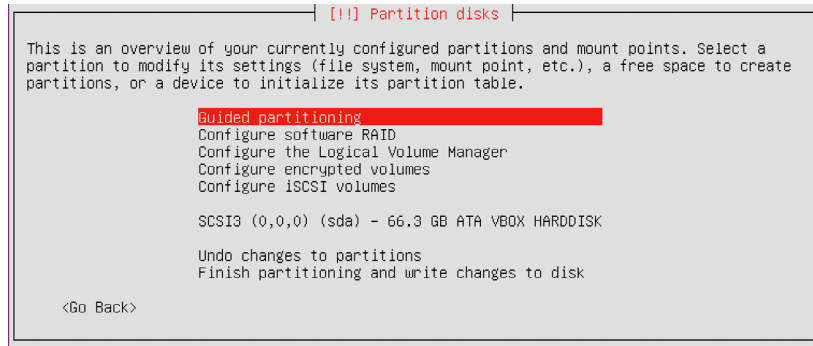 [!!] Partition disks
This is an overview of your currently configured partitions and mount points. Select a
partition to modify its settings (file system, mount point, etc.), a free space to create
partitions, or a device to initialize its partition table.
Guided partitioning
Configure software RAID
Configure the Logical Volume Manager
Configure encrypted volumes
Configure iSCSI volumes
SCSI3 (0,0,0) (sda) - 66.3 GB ATA VBOX HARDDISK
Undo changes to partitions
Finish partitioning and write changes to disk
<Go Back>